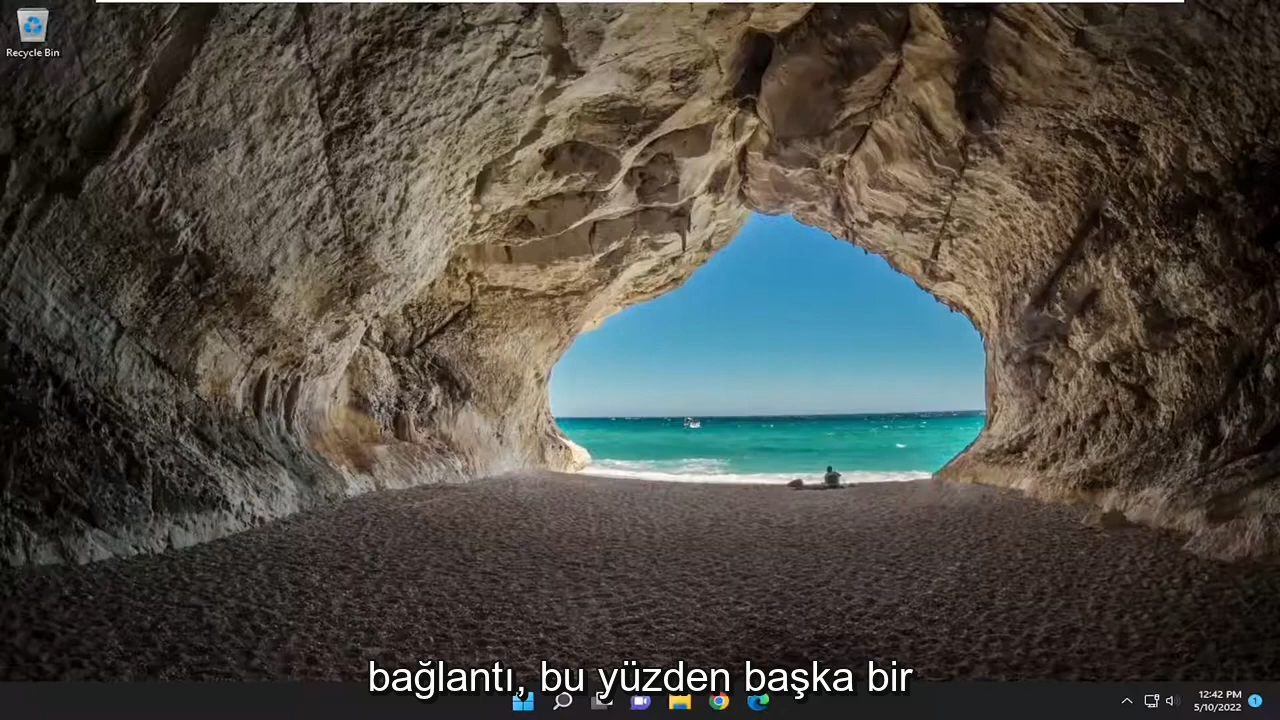 Recycle Bin
bağlantı, bu yüzden başka bir
12:42 PM
5/10/2022
1